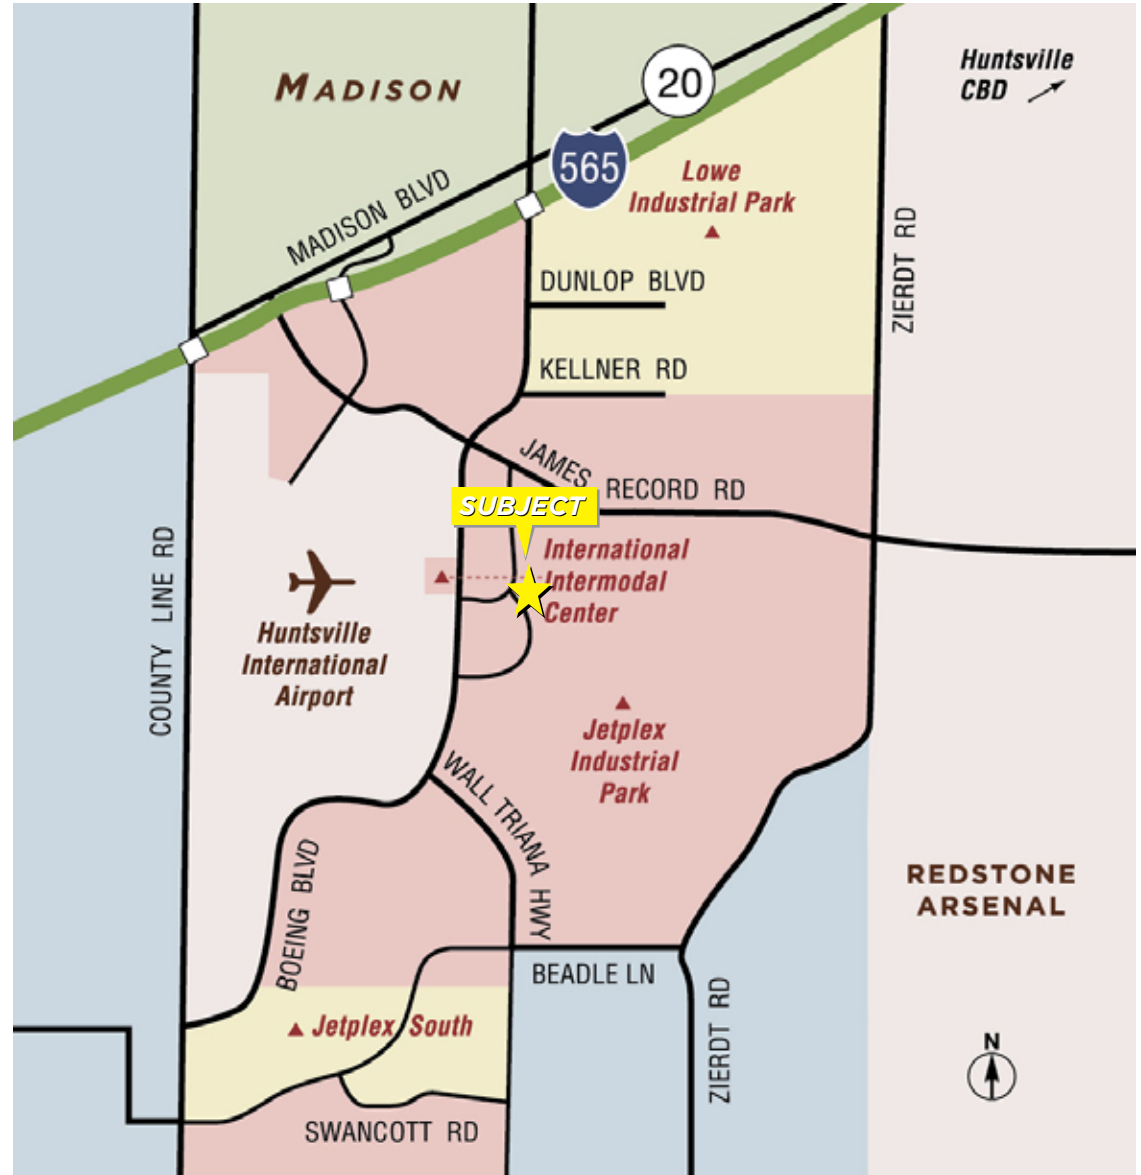 Huntsville
CBD
MADISON
20
565
MADISON BLVD
Lowe
Industrial Park
ZIERDT RD
DUNLOP BLVD
KELLNER RD
JAMES RECORD RD
SUBJECT
International
Intermodal
Center
COUNTY LINE RD
Huntsville
International
Airport
Jetplex
Industrial
Park
WALL TRIANA HWY
BOEING BLVD
REDSTONE
ARSENAL
BEADLE LN
ZIERDT RD
Jetplex South
N
SWANCOTT RD